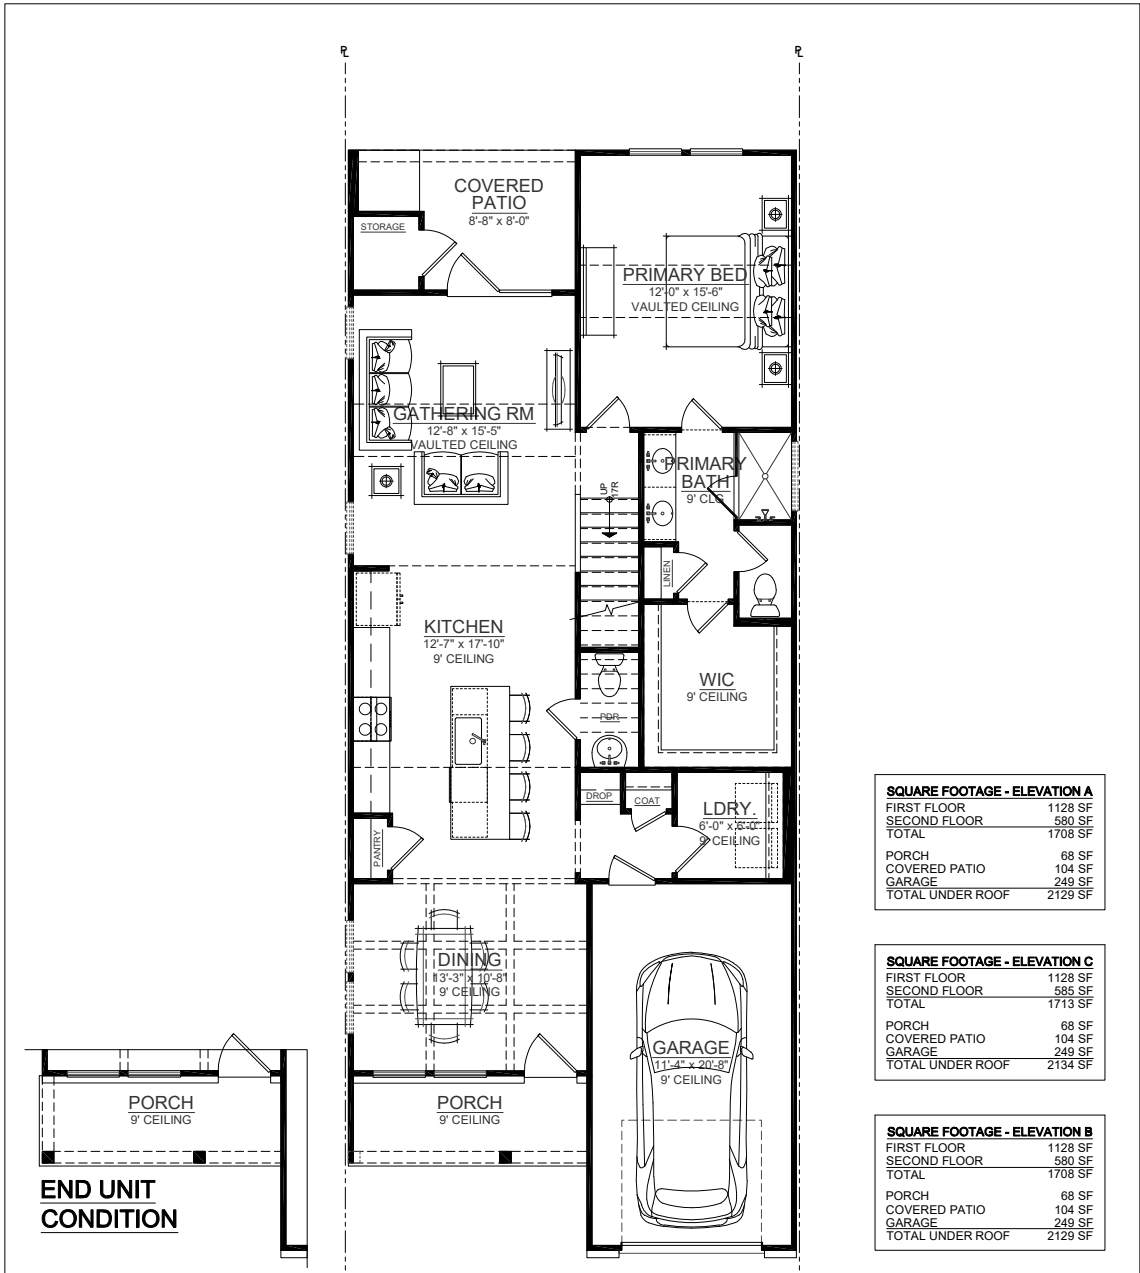 PL
PL
COVERED
PATIO
8'-8" x 8'-0"
STORAGE
PRIMARY BED
12'-0" x 15'-6"
VAULTED CEILING
GATHERING RM
12'-8" x 15'-5"
VAULTED CEILING
PRIMARY
BATH
9' CLG
UP
17R
LINEN
KITCHEN
12'-7" x 17'-10"
9' CEILING
WIC
9' CEILING
PDR
DROP
COAT
LDRY.
6'-0" x 6'-0"
9' CEILING
PANTRY
DINING
13'-3" x 10'-8"
9' CEILING
GARAGE
11'-4" x 20'-8"
9' CEILING
PORCH
9' CEILING
PORCH
9' CEILING
END UNIT
CONDITION
SQUARE FOOTAGE - ELEVATION A
FIRST FLOOR 1128 SF
SECOND FLOOR 580 SF
TOTAL 1708 SF
PORCH 68 SF
COVERED PATIO 104 SF
GARAGE 249 SF
TOTAL UNDER ROOF 2129 SF
SQUARE FOOTAGE - ELEVATION C
FIRST FLOOR 1128 SF
SECOND FLOOR 585 SF
TOTAL 1713 SF
PORCH 68 SF
COVERED PATIO 104 SF
GARAGE 249 SF
TOTAL UNDER ROOF 2134 SF
SQUARE FOOTAGE - ELEVATION B
FIRST FLOOR 1128 SF
SECOND FLOOR 580 SF
TOTAL 1708 SF
PORCH 68 SF
COVERED PATIO 104 SF
GARAGE 249 SF
TOTAL UNDER ROOF 2129 SF